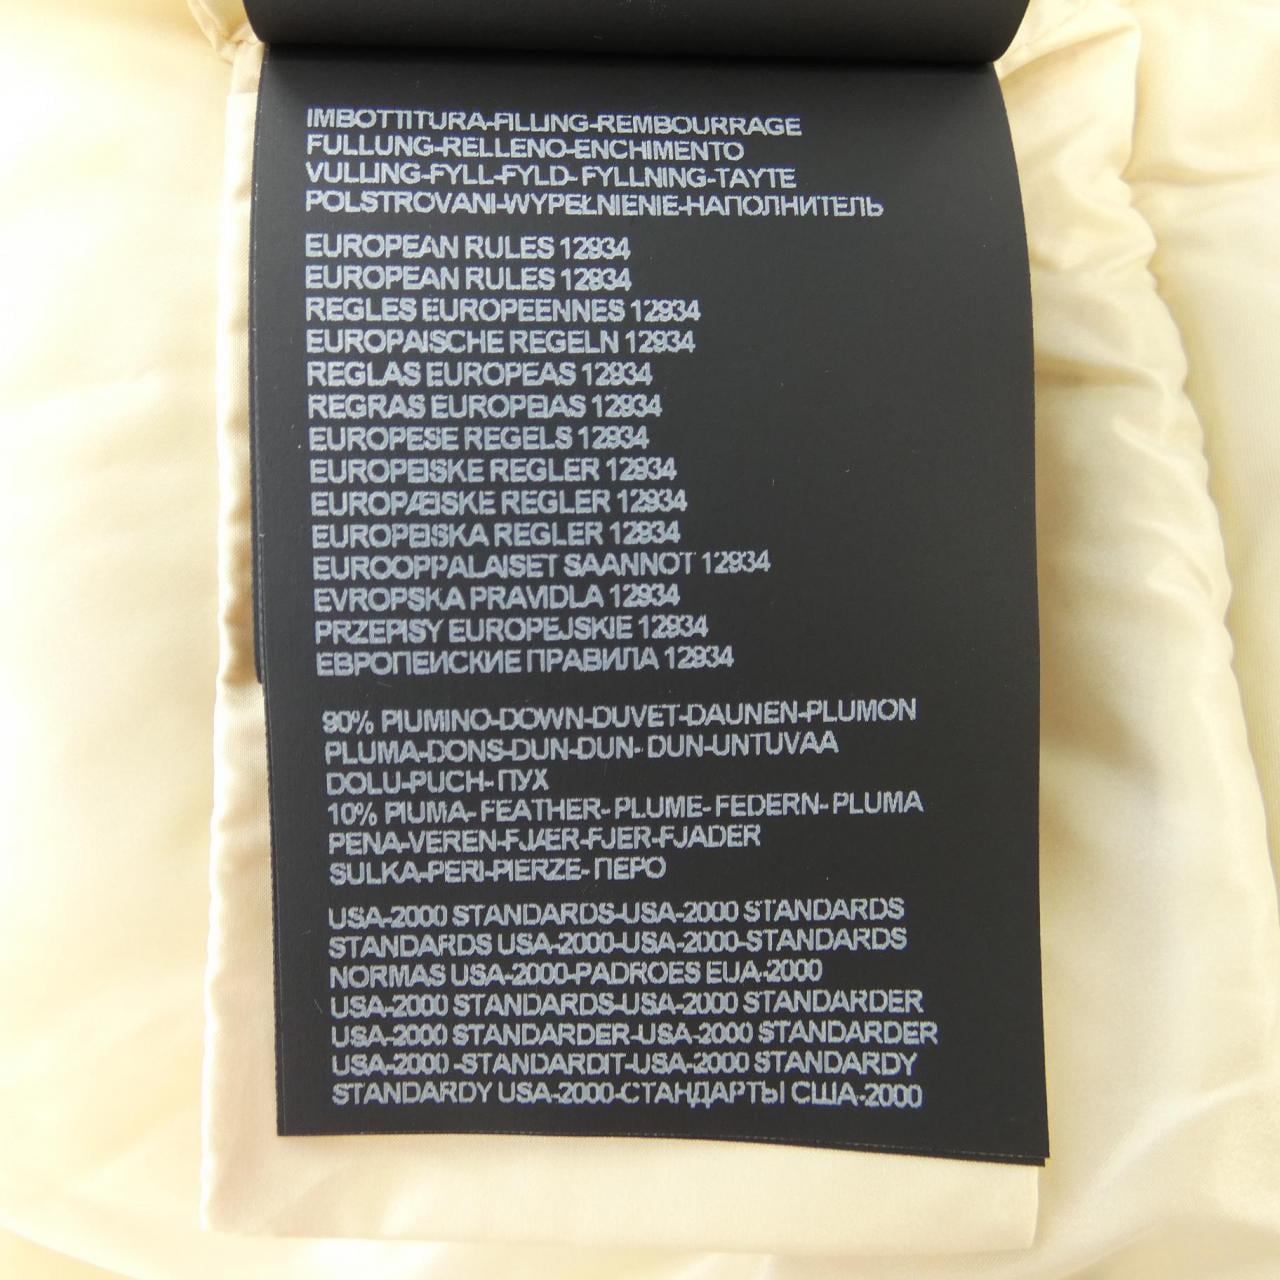 IMBOTTITURA-FILLING-REMBOURRAGE
FULLUNG-RELLENO-ENCHIMENTO
VULLING-FYLL-FYLD- FYLLNING-TAYTE
POLSTROVANI-WYPEŁNIENIE-НАПОЛНИТЕЛЬ
EUROPEAN RULES 12934
EUROPEAN RULES 12934
REGLES EUROPEENNES 12934
EUROPAISCHE REGELN 12934
REGLAS EUROPEAS 12934
REGRAS EUROPEIAS 12934
EUROPESE REGELS 12934
EUROPEISKE REGLER 12934
EUROPÆISKE REGLER 12934
EUROPEISKA REGLER 12934
EUROOPPALAISET SAANNOT 12934
EVROPSKA PRAVIDLA 12934
PRZEPISY EUROPEJSKIE 12934
ЕВРОПЕИСКИЕ ПРАВИЛА 12934
90% PIUMINO-DOWN-DUVET-DAUNEN-PLUMON
PLUMA-DONS-DUN-DUN- DUN-UNTUVAA
DOLU-PUCH- ПУХ
10% PIUMA- FEATHER- PLUME- FEDERN- PLUMA
PENA-VEREN-FJÆR-FJER-FJADER
SULKA-PERI-PIERZE- ПЕРО
USA-2000 STANDARDS-USA-2000 STANDARDS
STANDARDS USA-2000-USA-2000-STANDARDS
NORMAS USA-2000-PADROES EUA-2000
USA-2000 STANDARDS-USA-2000 STANDARDER
USA-2000 STANDARDER-USA-2000 STANDARDER
USA-2000 -STANDARDIT-USA-2000 STANDARDY
STANDARDY USA-2000-СТАНДАРТЫ США-2000